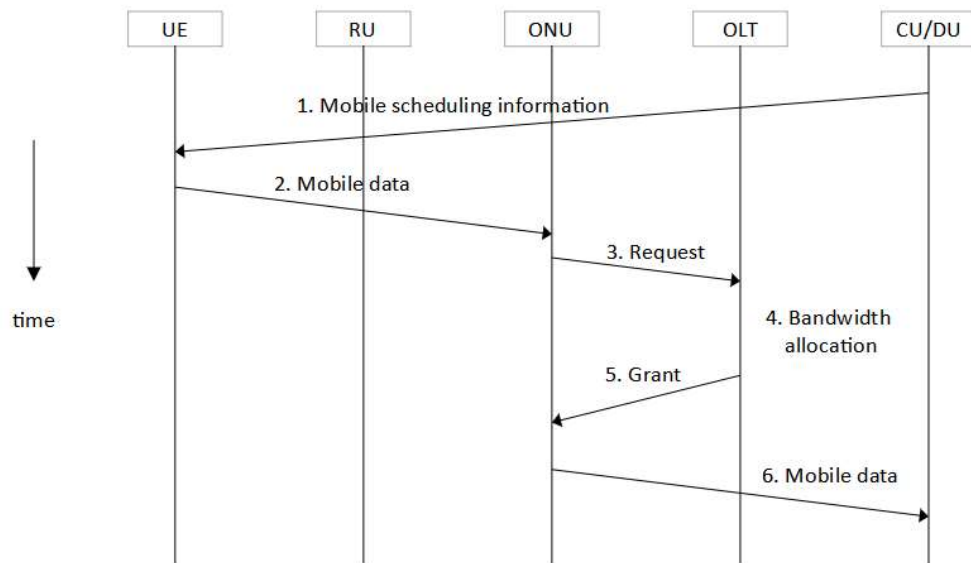 UE
RU
ONU
OLT
CU/DU
1. Mobile scheduling information
2. Mobile data
3. Request
time
4. Bandwidth
allocation
5. Grant
6. Mobile data